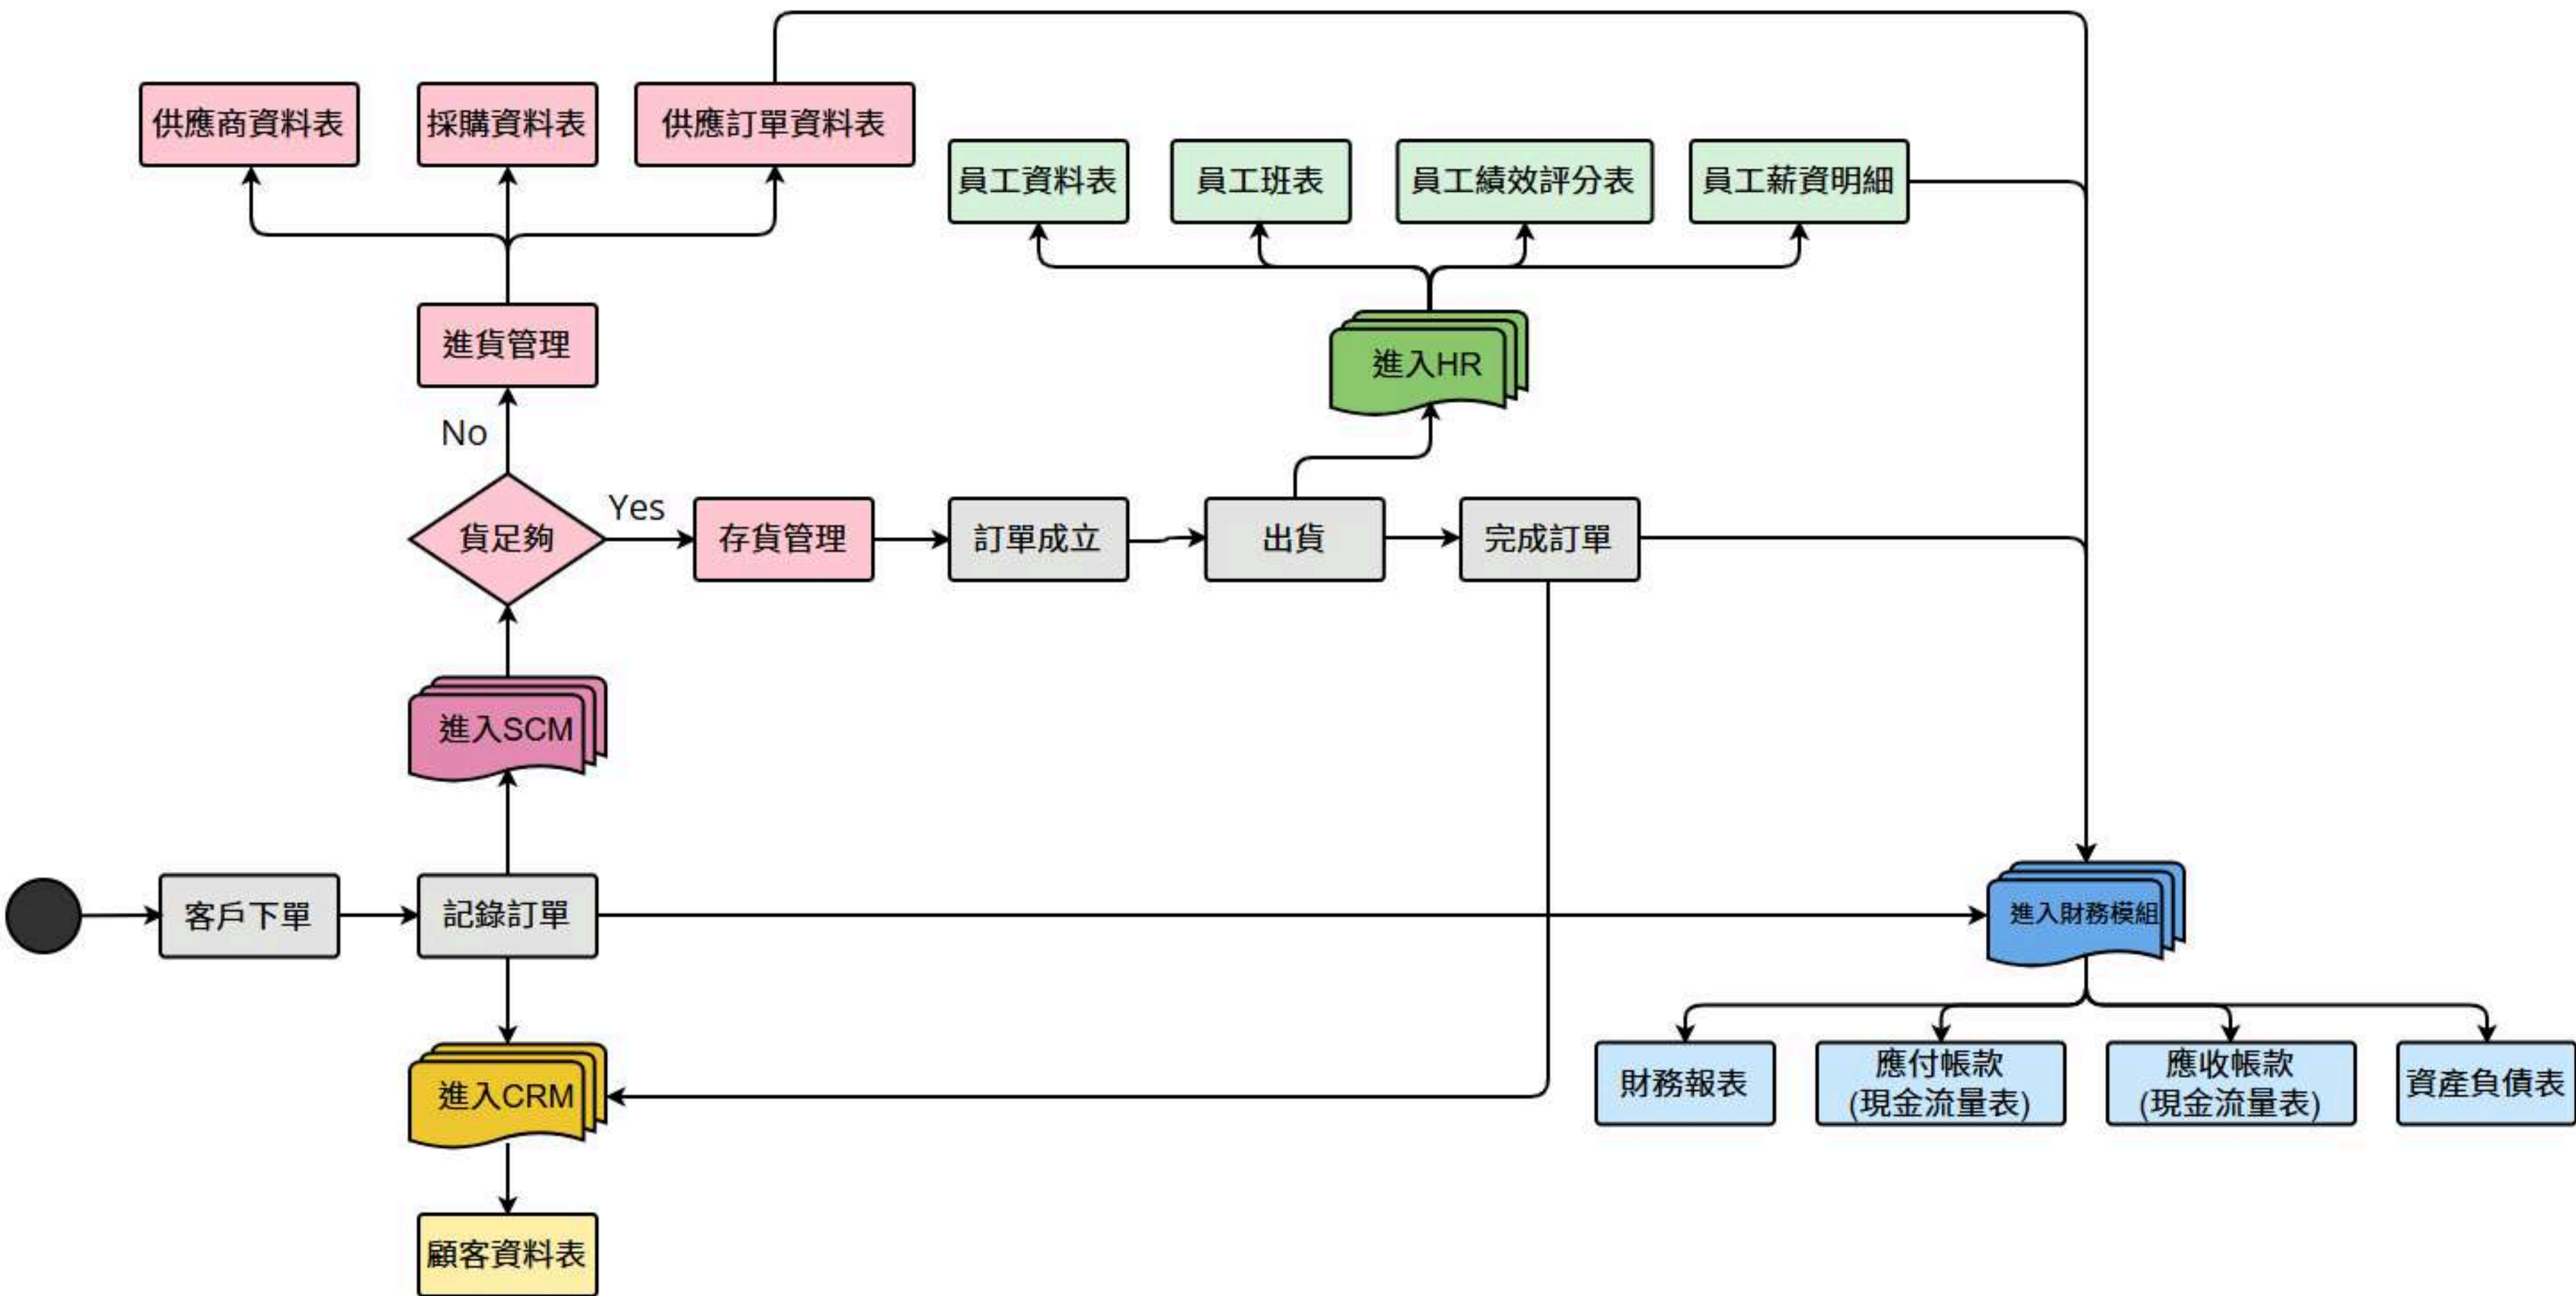 供應商資料表
採購資料表
供應訂單資料表
員工資料表
員工班表
員工績效評分表
員工薪資明細
進貨管理
進入HR
No
Yes
貨足夠
存貨管理
訂單成立
出貨
完成訂單
進入SCM
客戶下單
記錄訂單
進入財務模組
進入CRM
財務報表
應付帳款
(現金流量表)
應收帳款
(現金流量表)
資產負債表
顧客資料表